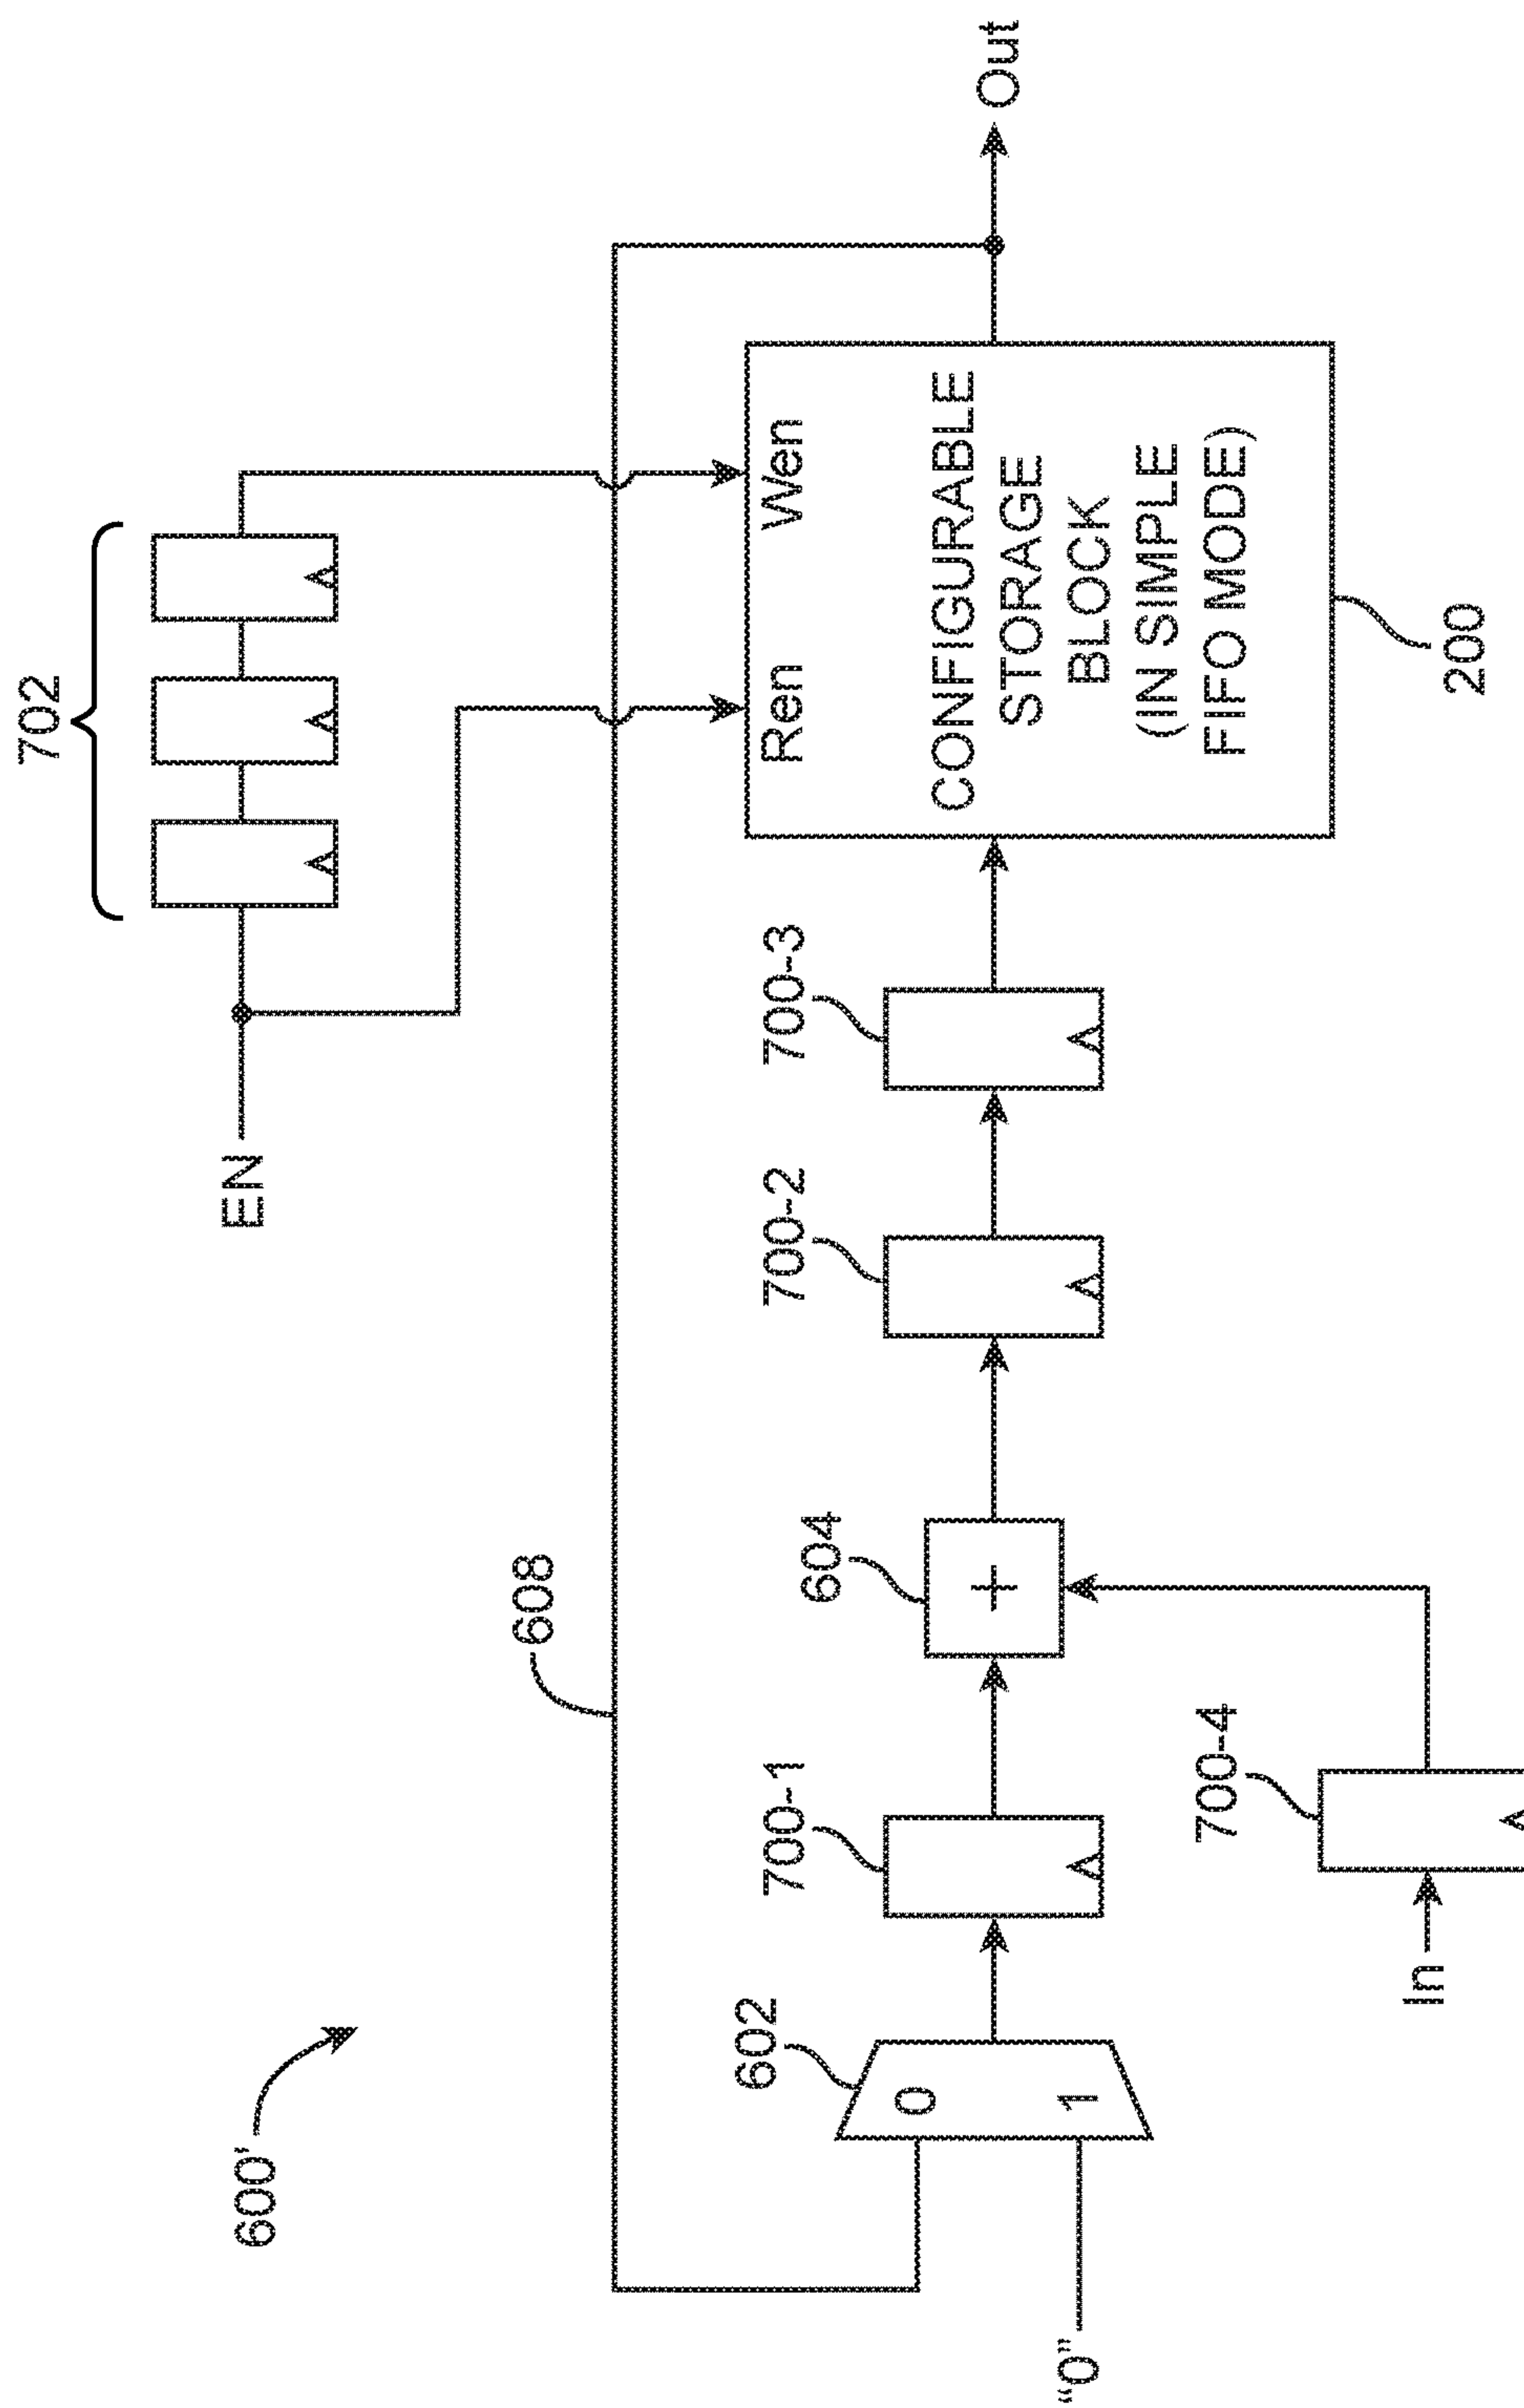 600'
702
EN
608
Out
602
0
1
"0"
700-1
604
+
700-2
700-3
Ren
Wen
CONFIGURABLE
STORAGE
BLOCK
(IN SIMPLE
FIFO MODE)
200
700-4
In